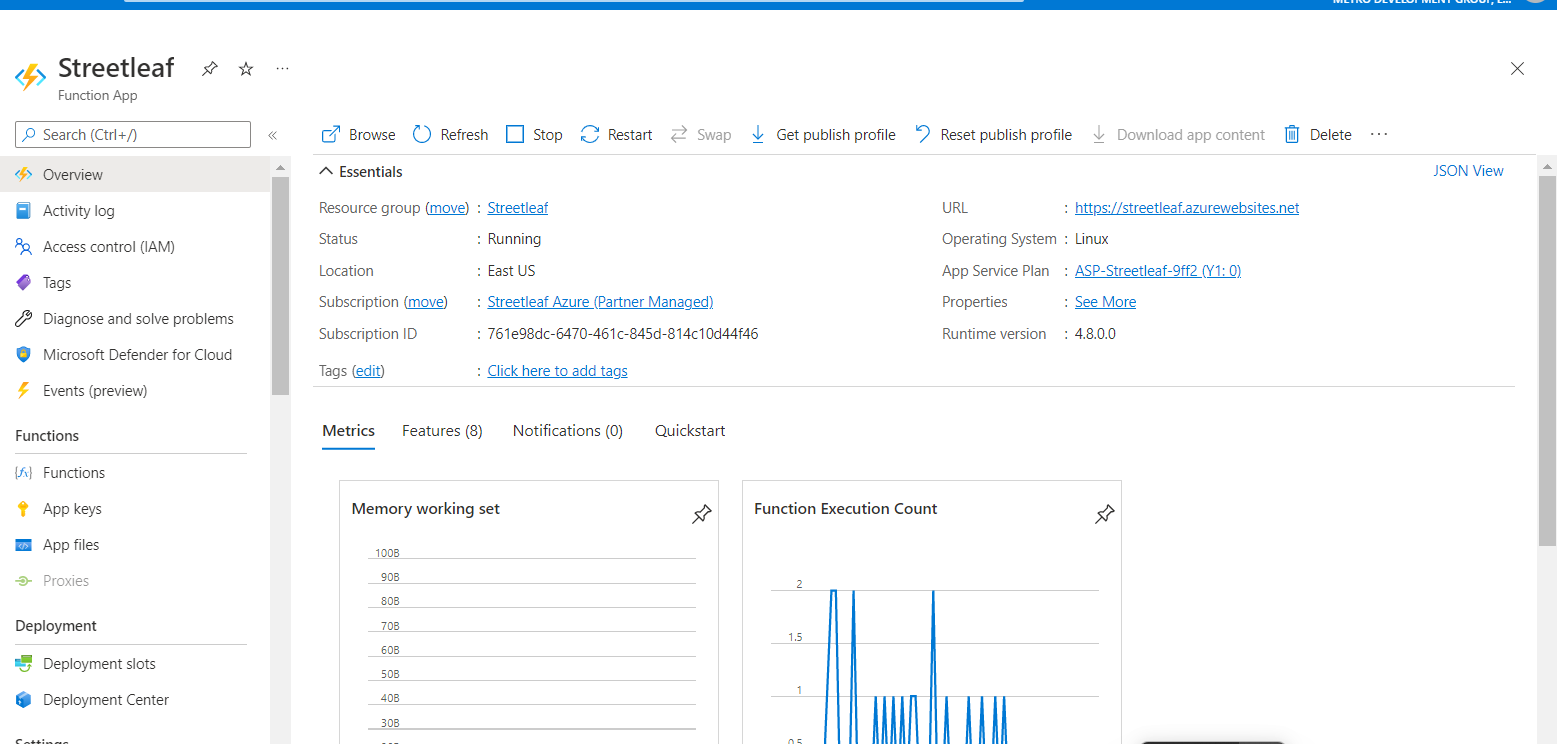 Streetleaf
Function App
Search (Ctrl+/)
Browse Refresh Stop Restart Swap Get publish profile Reset publish profile Download app content Delete
Overview
Activity log
Access control (IAM)
Tags
Diagnose and solve problems
Microsoft Defender for Cloud
Events (preview)
Functions
Functions
App keys
App files
Proxies
Deployment
Deployment slots
Deployment Center
Essentials
JSON View
Resource group (move) : Streetleaf
Status : Running
Location : East US
Subscription (move) : Streetleaf Azure (Partner Managed)
Subscription ID : 761e98dc-6470-461c-845d-814c10d44f46
Tags (edit) : Click here to add tags
URL : https://streetleaf.azurewebsites.net
Operating System : Linux
App Service Plan : ASP-Streetleaf-9ff2 (Y1: 0)
Properties : See More
Runtime version : 4.8.0.0
Metrics Features (8) Notifications (0) Quickstart
Memory working set
100B
90B
80B
70B
60B
50B
40B
30B
Function Execution Count
2
1.5
1
0.5